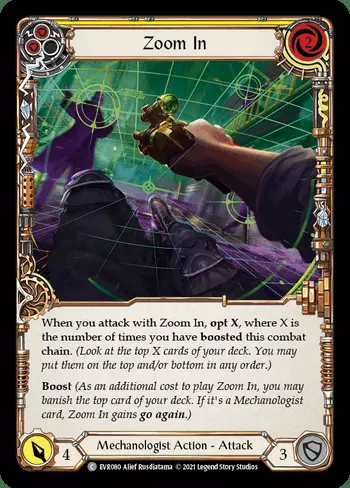 Zoom In
2
When you attack with Zoom In, opt X, where X is
the number of times you have boosted this combat
chain. (Look at the top X cards of your deck. You may
put them on the top and/or bottom in any order.)
Boost (As an additional cost to play Zoom In, you may
banish the top card of your deck. If it's a Mechanologist
card, Zoom In gains go again.)
4
Mechanologist Action - Attack
3
C EVR080 Alief Rusdiatama © 2021 Legend Story Studios